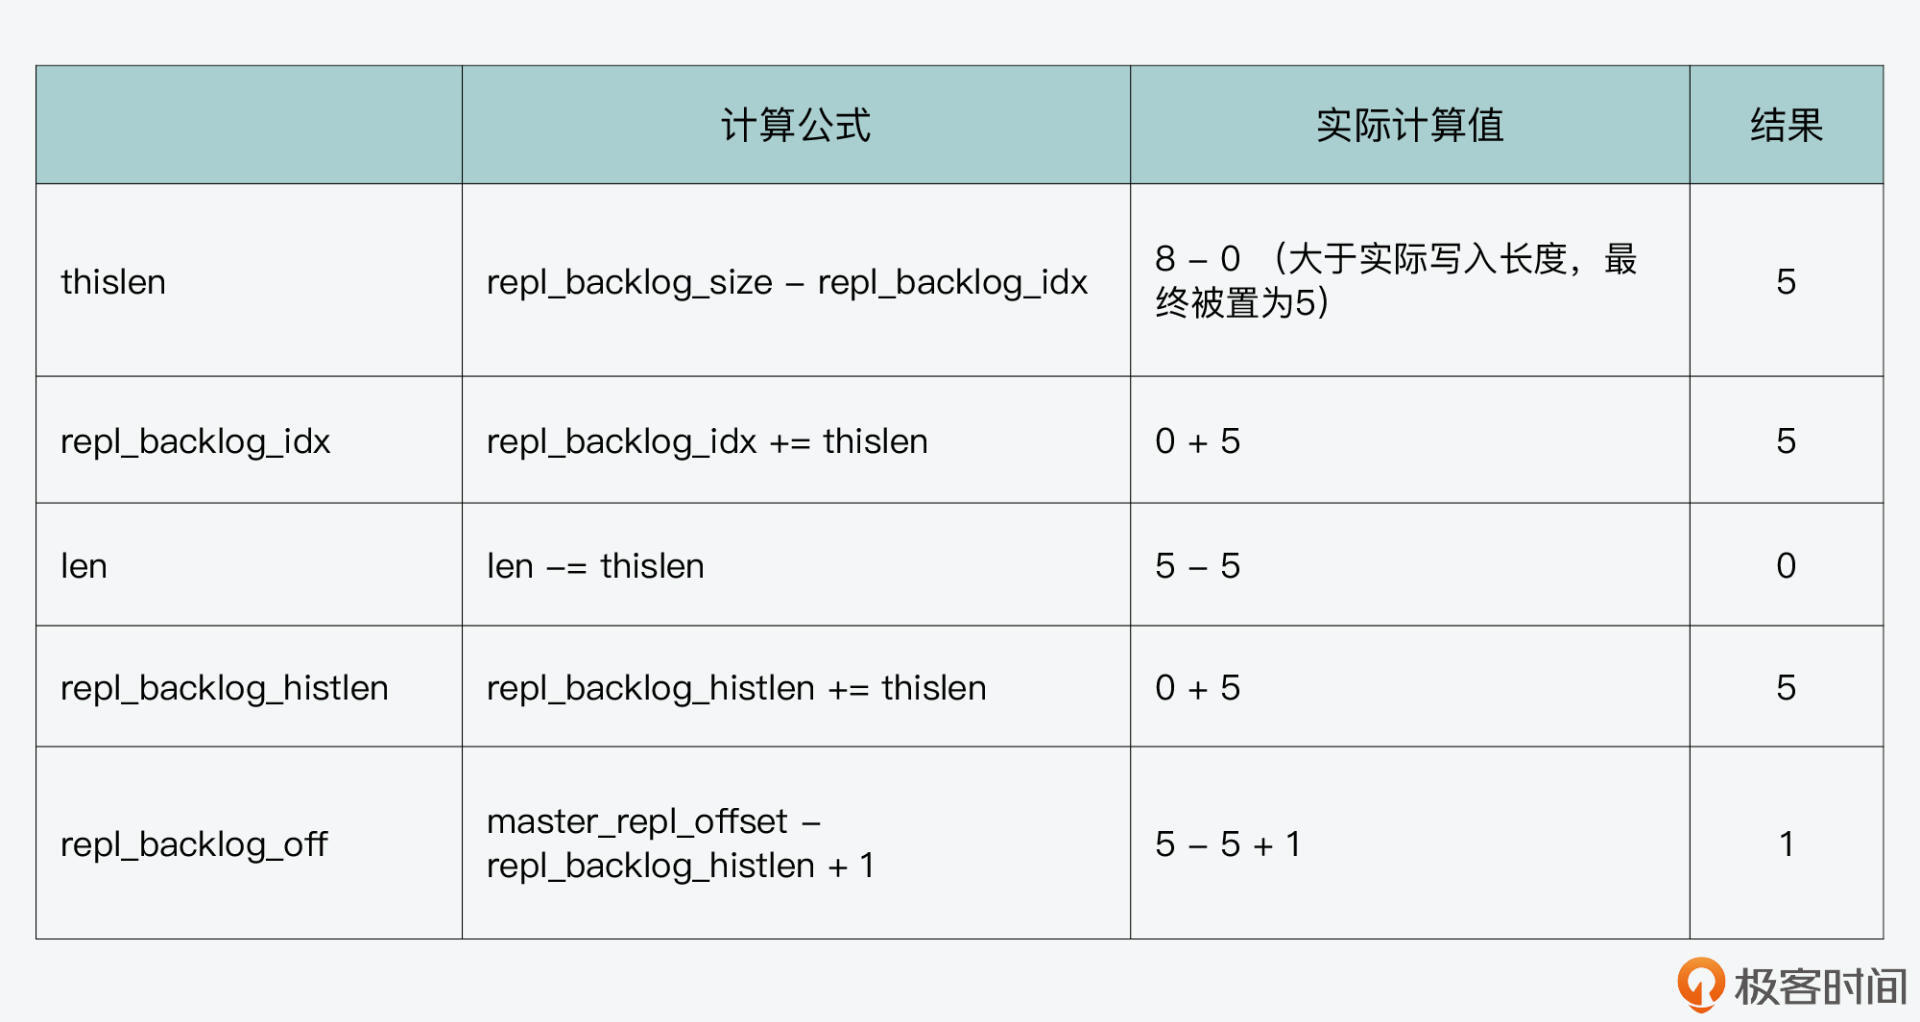 计算公式 实际计算值 结果
thislen repl_backlog_size – repl_backlog_idx 8 – 0 （大于实际写入长度，最
终被置为5） 5
repl_backlog_idx repl_backlog_idx += thislen 0 + 5 5
len len –= thislen 5 – 5 0
repl_backlog_histlen repl_backlog_histlen += thislen 0 + 5 5
repl_backlog_off master_repl_offset –
repl_backlog_histlen + 1 5 – 5 + 1 1
极客时间